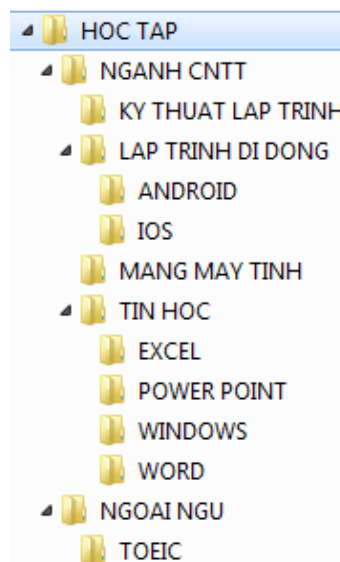 HOC TAP
NGANH CNTT
KY THUAT LAP TRINH
LAP TRINH DI DONG
ANDROID
IOS
MANG MAY TINH
TIN HOC
EXCEL
POWER POINT
WINDOWS
WORD
NGOAI NGU
TOEIC